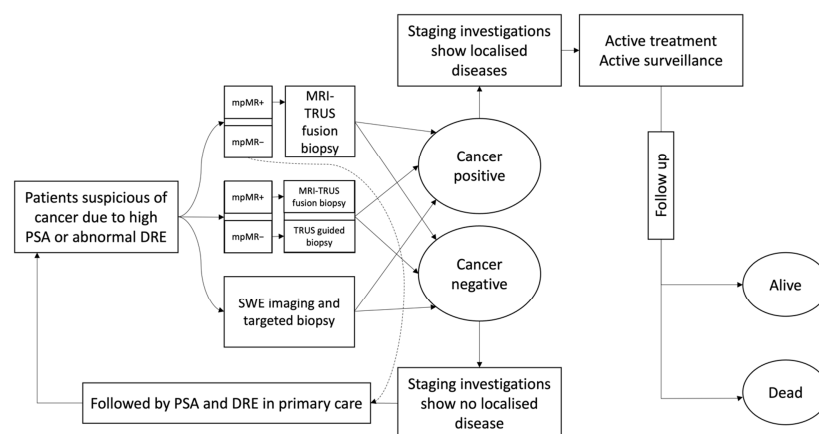 Patients suspicious of
cancer due to high
PSA or abnormal DRE
mpMR+
mpMR−
MRI-
TRUS
fusion
biopsy
mpMR+
mpMR−
MRI-TRUS
fusion biopsy
TRUS guided
biopsy
SWE imaging and
targeted biopsy
Cancer
positive
Cancer
negative
Staging investigations
show localised
diseases
Active treatment
Active surveillance
Follow up
Alive
Dead
Staging investigations
show no localised
disease
Followed by PSA and DRE in primary care